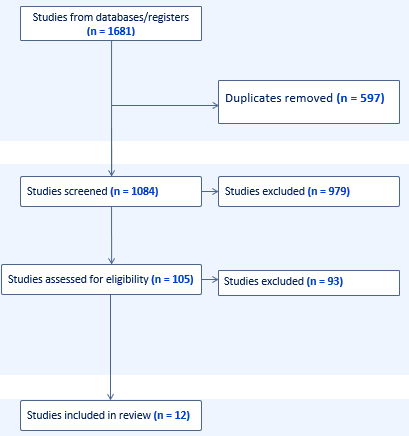 Studies from databases/registers
(n = 1681)
Duplicates removed (n = 597)
Studies screened (n = 1084)
Studies excluded (n = 979)
Studies assessed for eligibility (n = 105)
Studies excluded (n = 93)
Studies included in review (n = 12)